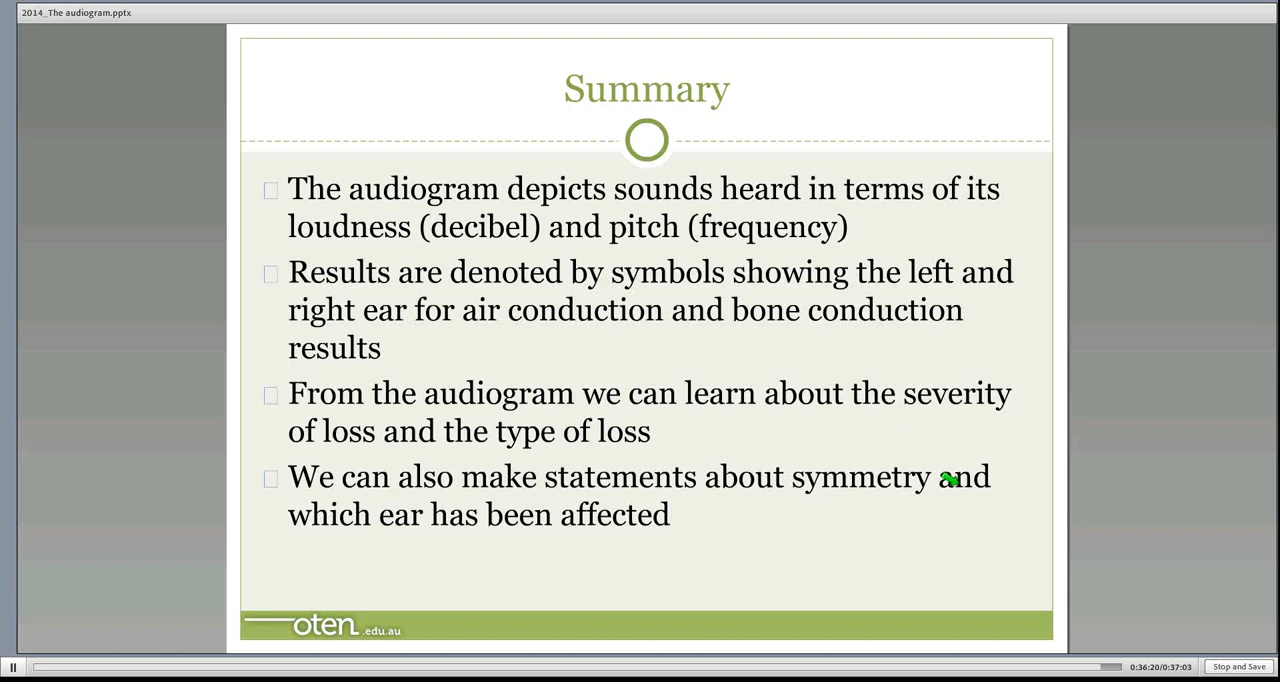 2014_The audiogram.pptx
Summary
The audiogram depicts sounds heard in terms of its
loudness (decibel) and pitch (frequency)
Results are denoted by symbols showing the left and
right ear for air conduction and bone conduction
results
From the audiogram we can learn about the severity
of loss and the type of loss
We can also make statements about symmetry and
which ear has been affected
oten.edu.au
0:36:20/0:37:03 Stop and Save